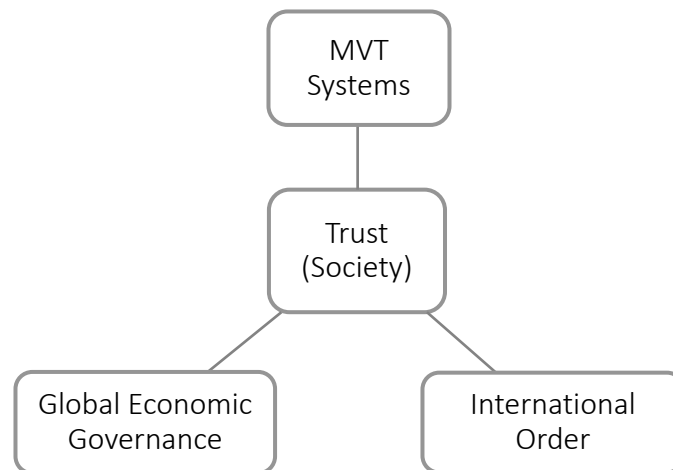 MVT
Systems
Trust
(Society)
Global Economic
Governance
International
Order